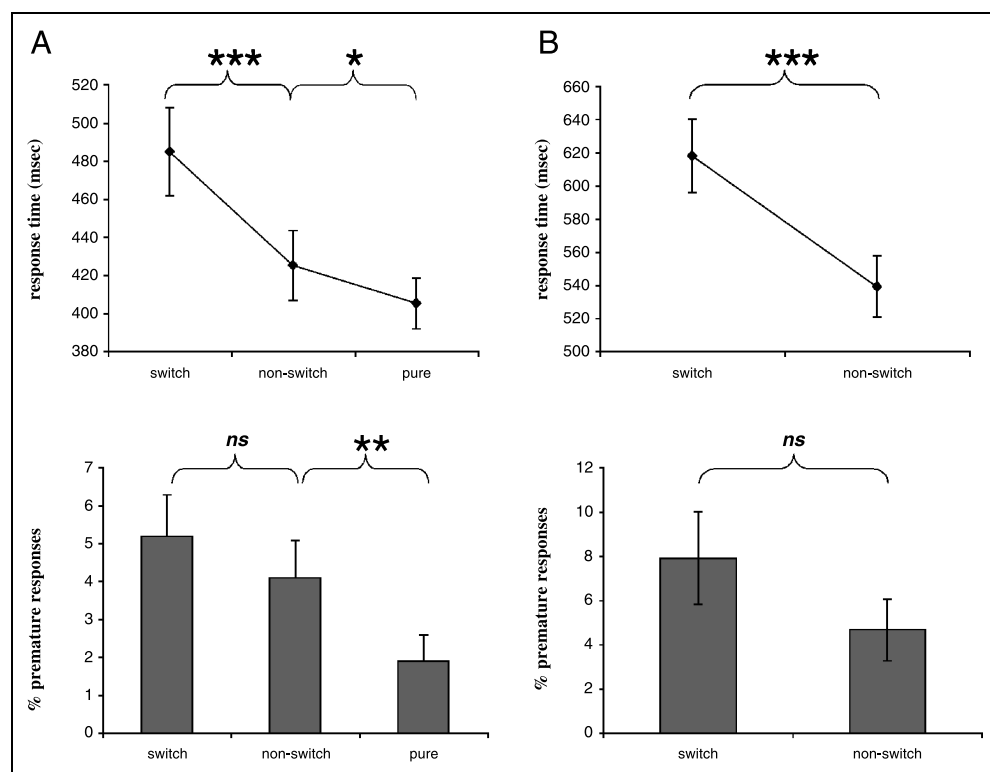 A
*** *
response time (msec)
520
500
480
460
440
420
400
380
switch non-switch pure
B
***
response time (msec)
660
640
620
600
580
560
540
520
500
switch non-switch
ns **
% premature responses
7
6
5
4
3
2
1
0
switch non-switch pure
ns
% premature responses
12
10
8
6
4
2
0
switch non-switch